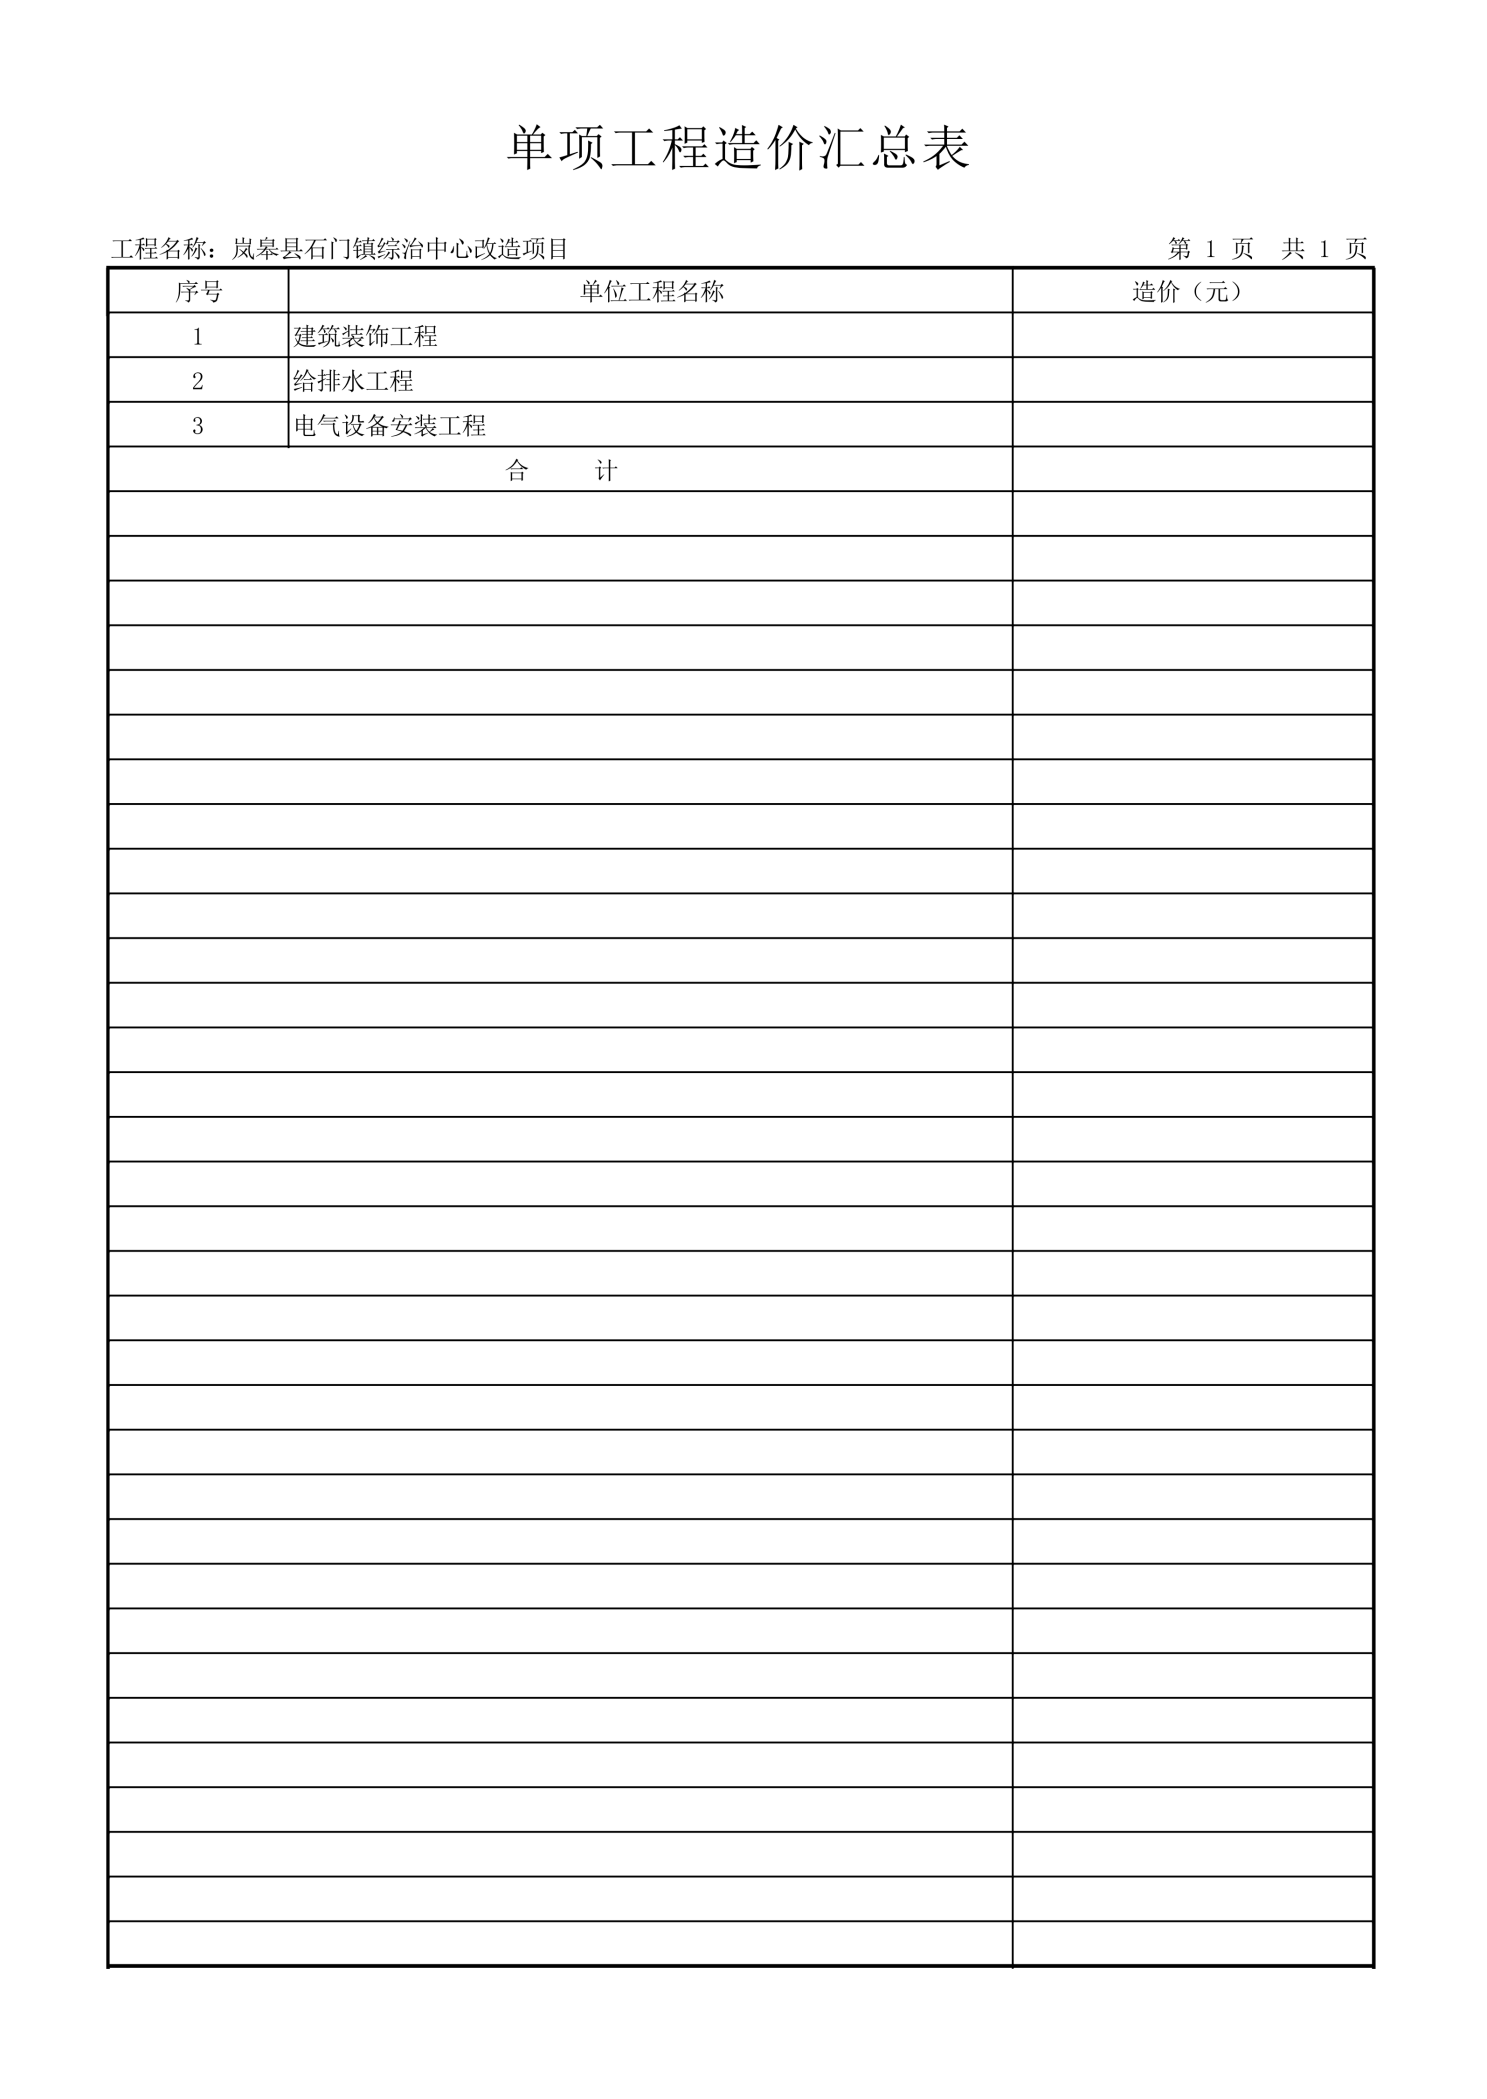 单项工程造价汇总表
工程名称：岚皋县石门镇综治中心改造项目 第 1 页 共 1 页
序号 单位工程名称 造价（元）
1 建筑装饰工程
2 给排水工程
3 电气设备安装工程
合 计